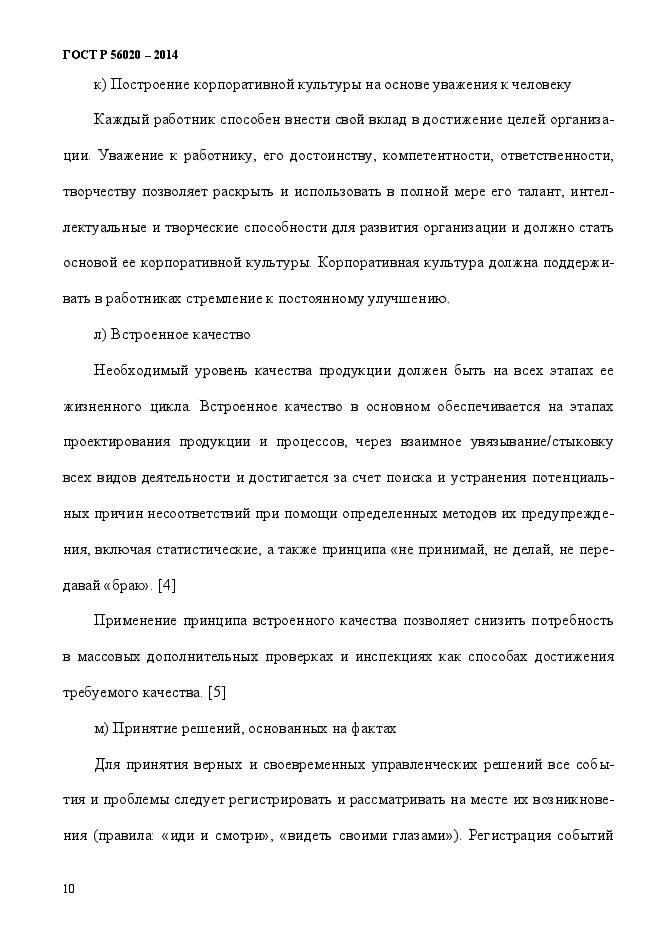 ГОСТ Р 56020 – 2014
к) Построение корпоративной культуры на основе уважения к человеку
Каждый работник способен внести свой вклад в достижение целей организа-
ции. Уважение к работнику, его достоинству, компетентности, ответственности,
творчеству позволяет раскрыть и использовать в полной мере его талант, интел-
лектуальные и творческие способности для развития организации и должно стать
основой ее корпоративной культуры. Корпоративная культура должна поддержи-
вать в работниках стремление к постоянному улучшению.
л) Встроенное качество
Необходимый уровень качества продукции должен быть на всех этапах ее
жизненного цикла. Встроенное качество в основном обеспечивается на этапах
проектирования продукции и процессов, через взаимное увязывание/стыковку
всех видов деятельности и достигается за счет поиска и устранения потенциаль-
ных причин несоответствий при помощи определенных методов их предупрежде-
ния, включая статистические, а также принципа «не принимай, не делай, не пере-
давай «брак». [4]
Применение принципа встроенного качества позволяет снизить потребность
в массовых дополнительных проверках и инспекциях как способах достижения
требуемого качества. [5]
м) Принятие решений, основанных на фактах
Для принятия верных и своевременных управленческих решений все собы-
тия и проблемы следует регистрировать и рассматривать на месте их возникнове-
ния (правила: «иди и смотри», «видеть своими глазами»). Регистрация событий
10